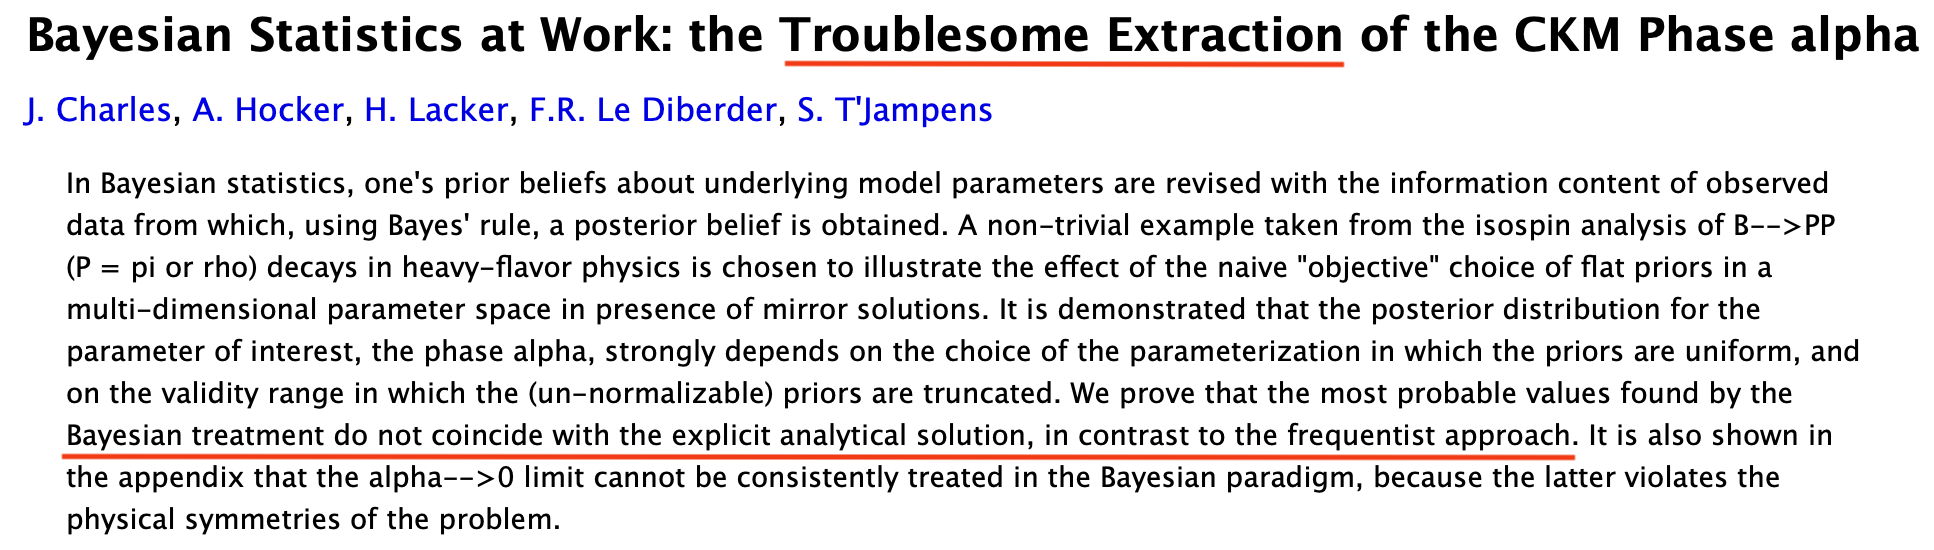 Bayesian Statistics at Work: the Troublesome Extraction of the CKM Phase alpha
J. Charles, A. Hocker, H. Lacker, F.R. Le Diberder, S. T'Jampens
In Bayesian statistics, one's prior beliefs about underlying model parameters are revised with the information content of observed
data from which, using Bayes' rule, a posterior belief is obtained. A non-trivial example taken from the isospin analysis of B-->PP
(P = pi or rho) decays in heavy-flavor physics is chosen to illustrate the effect of the naive "objective" choice of flat priors in a
multi-dimensional parameter space in presence of mirror solutions. It is demonstrated that the posterior distribution for the
parameter of interest, the phase alpha, strongly depends on the choice of the parameterization in which the priors are uniform, and
on the validity range in which the (un-normalizable) priors are truncated. We prove that the most probable values found by the
Bayesian treatment do not coincide with the explicit analytical solution, in contrast to the frequentist approach. It is also shown in
the appendix that the alpha-->0 limit cannot be consistently treated in the Bayesian paradigm, because the latter violates the
physical symmetries of the problem.